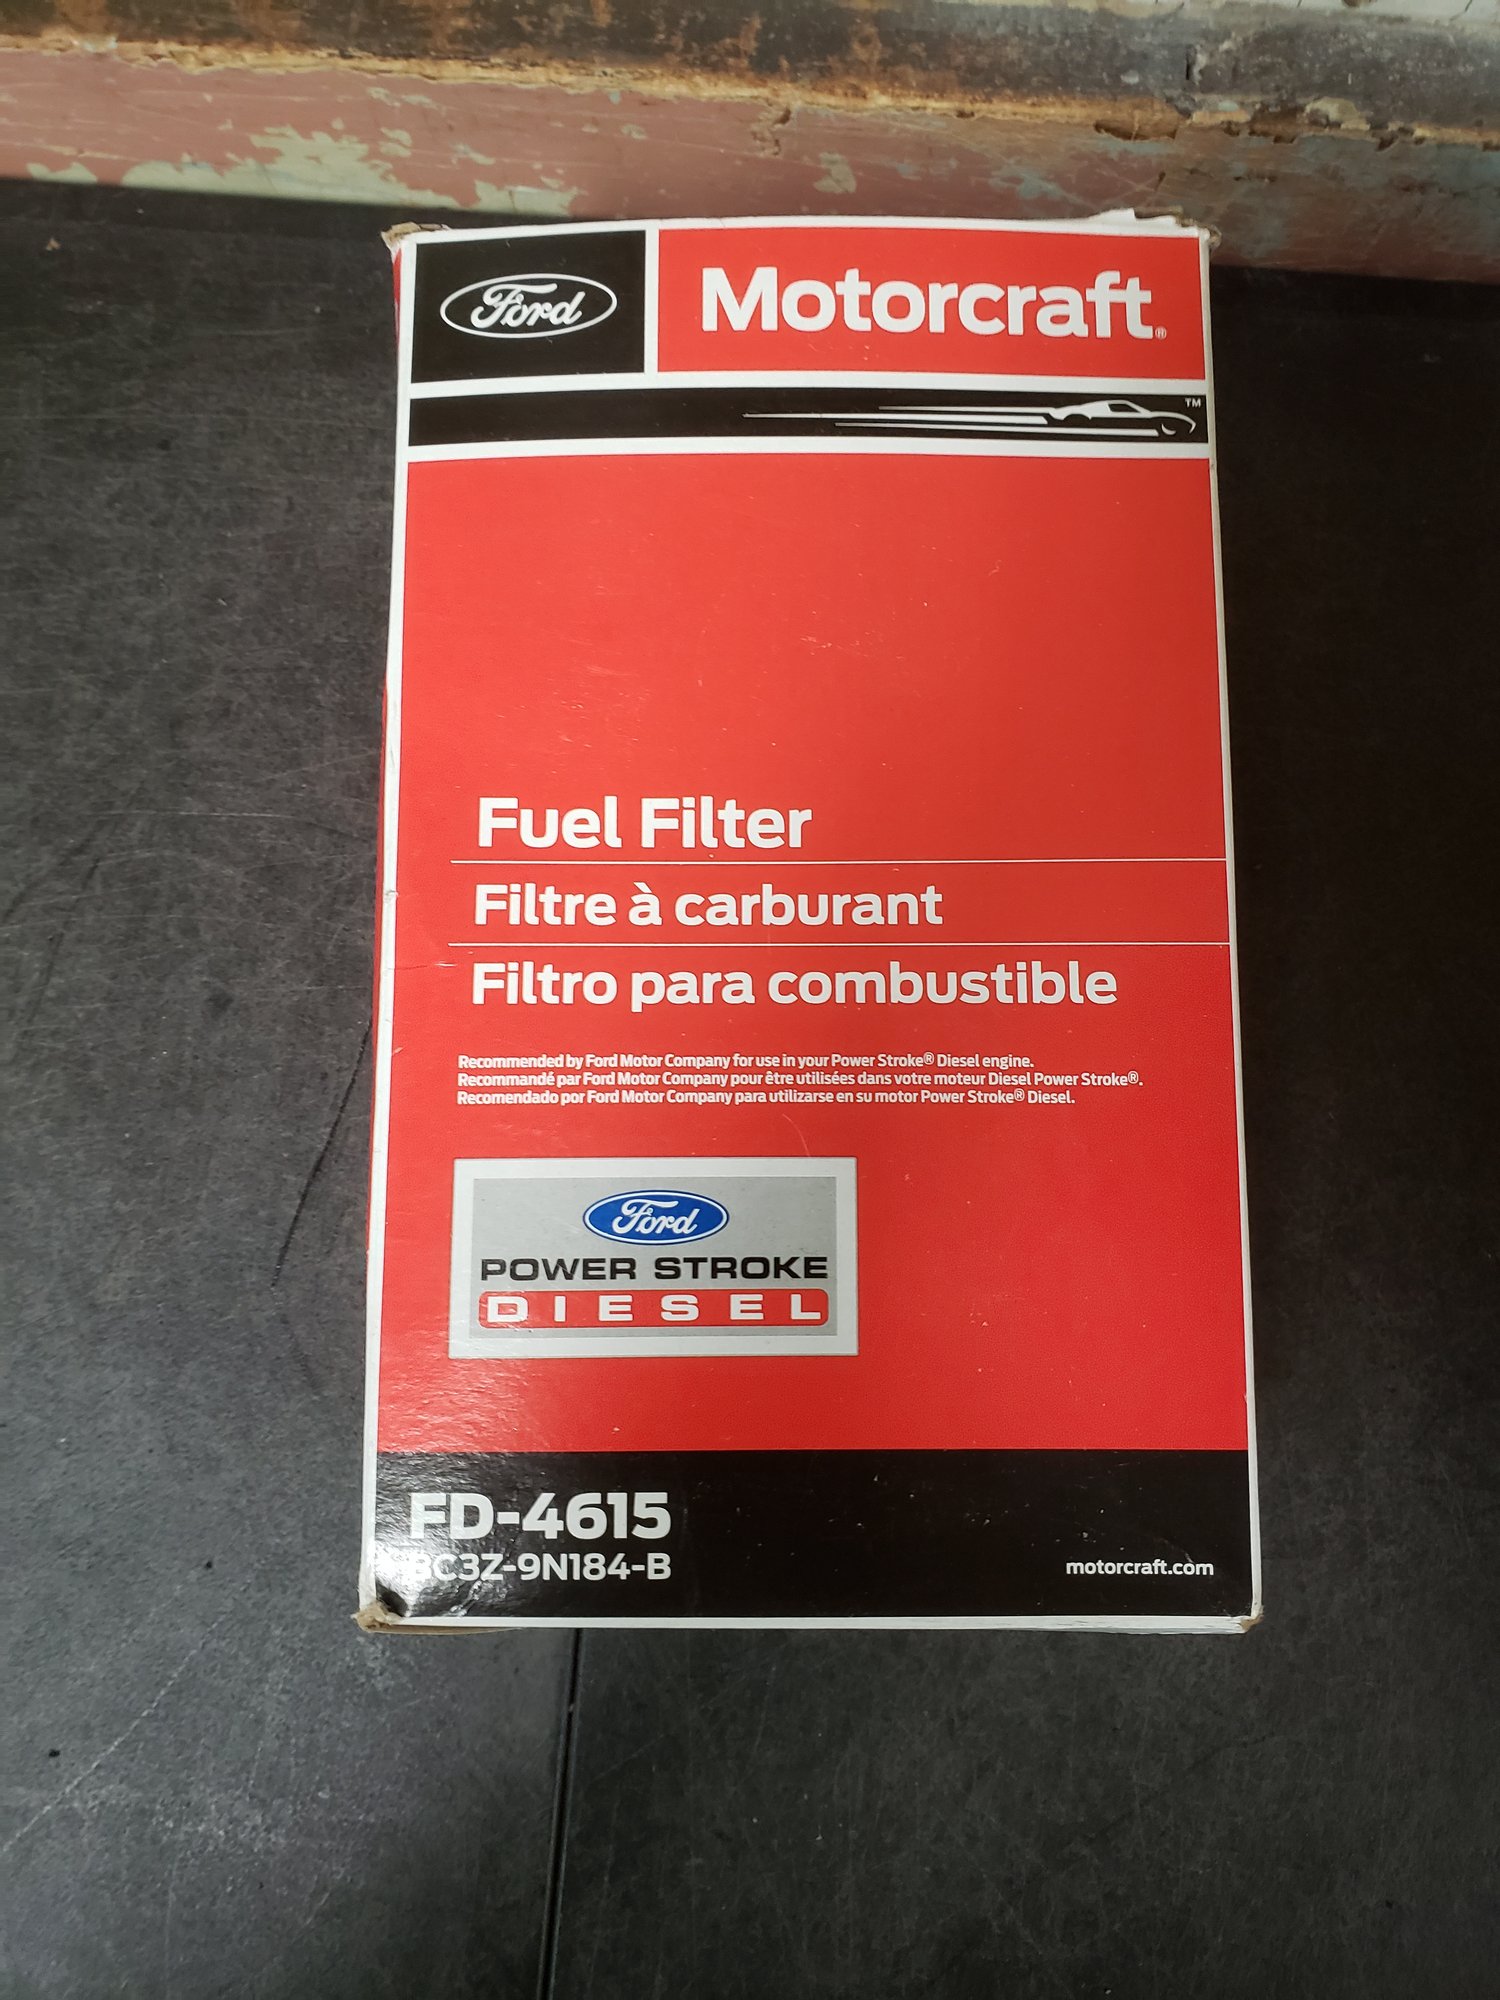 Ford
Motorcraft®
TM
Fuel Filter
Filtre à carburant
Filtro para combustible
Recommended by Ford Motor Company for use in your Power Stroke® Diesel engine.
Recommandé par Ford Motor Company pour être utilisées dans votre moteur Diesel Power Stroke®.
Recomendado por Ford Motor Company para utilizarse en su motor Power Stroke® Diesel.
Ford
POWER STROKE
DIESEL
FD-4615
BC3Z-9N184-B
motorcraft.com